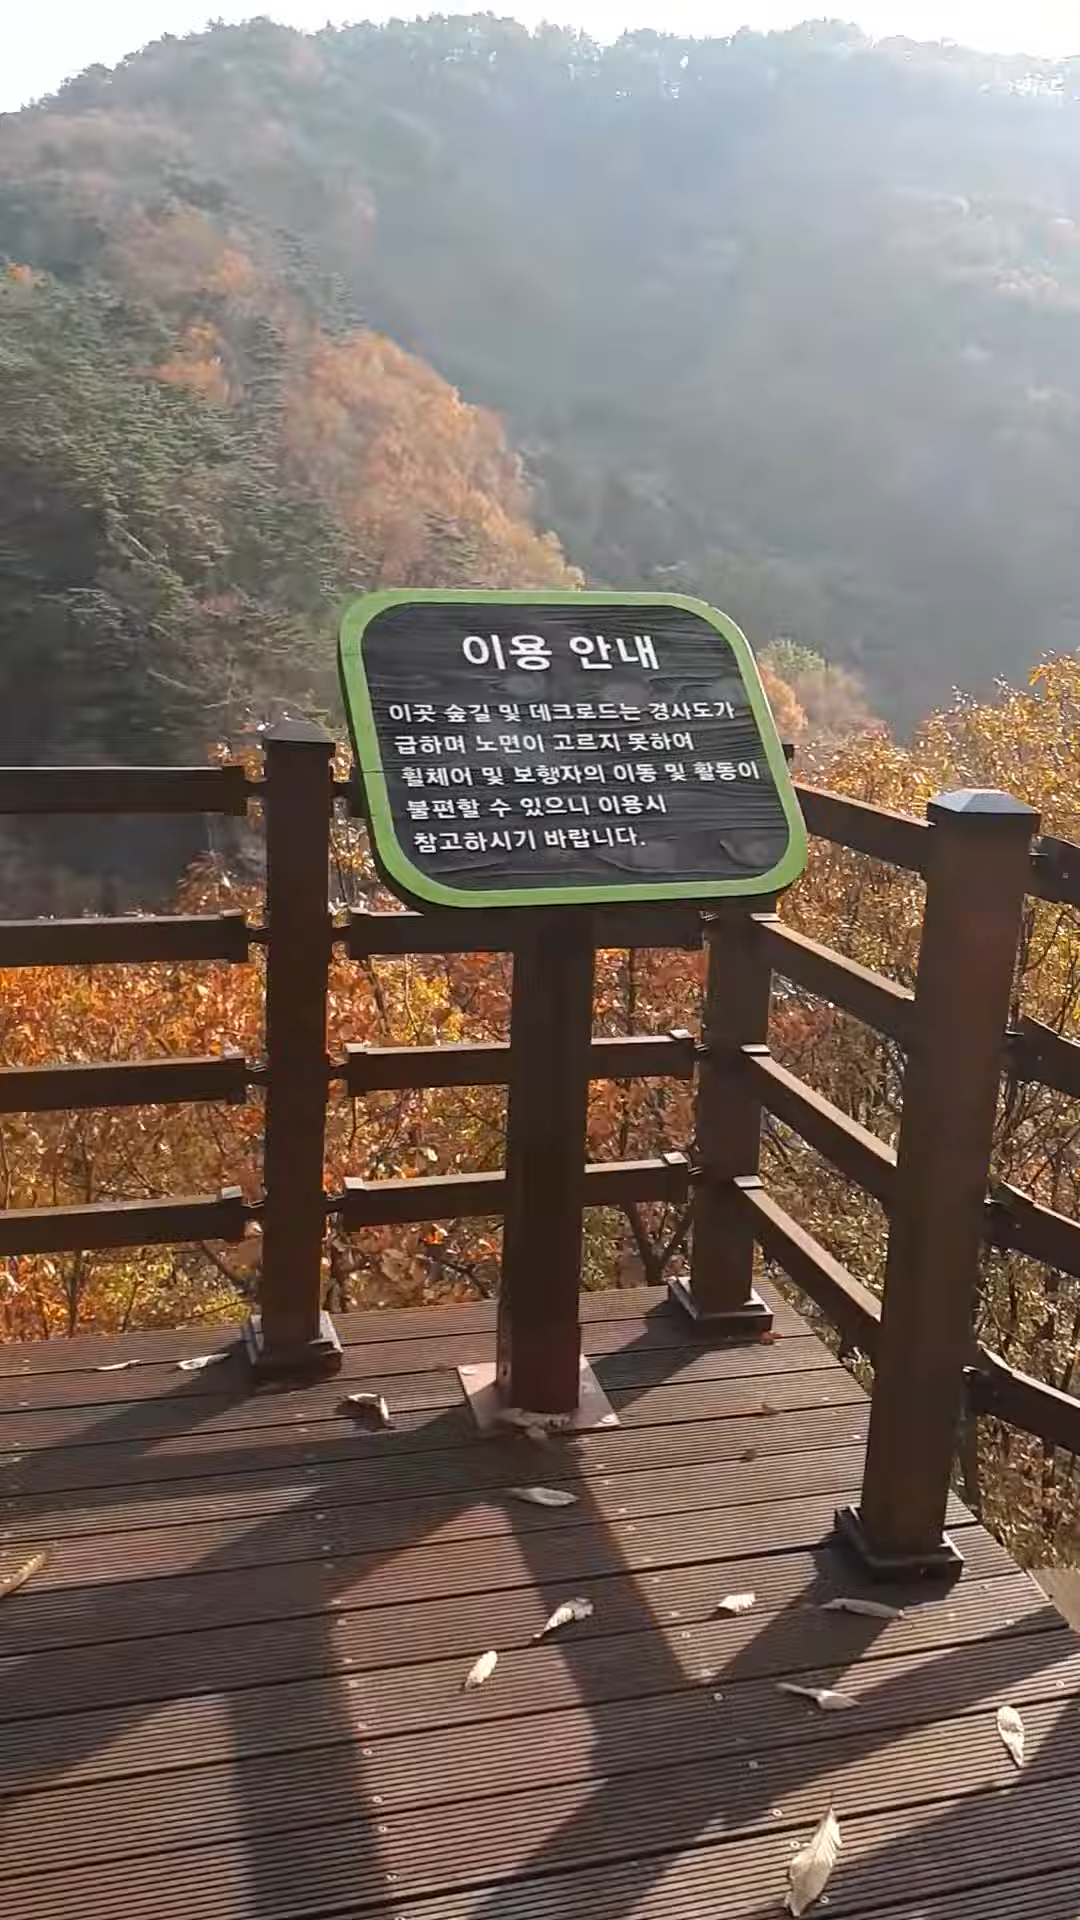 이용 안내
이곳 숲길 및 데크로드는 경사도가
급하며 노면이 고르지 못하여
휠체어 및 보행자의 이동 및 활동이
불편할 수 있으니 이용시
참고하시기 바랍니다.